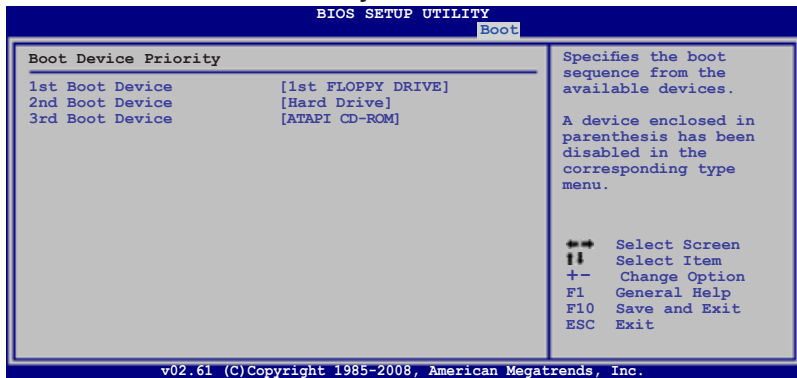 BIOS SETUP UTILITY
Boot
Boot Device Priority
1st Boot Device [1st FLOPPY DRIVE]
2nd Boot Device [Hard Drive]
3rd Boot Device [ATAPI CD-ROM]
Specifies the boot
sequence from the
available devices.
A device enclosed in
parenthesis has been
disabled in the
corresponding type
menu.
←→ Select Screen
↑↓ Select Item
+- Change Option
F1 General Help
F10 Save and Exit
ESC Exit
v02.61 (C)Copyright 1985-2008, American Megatrends, Inc.